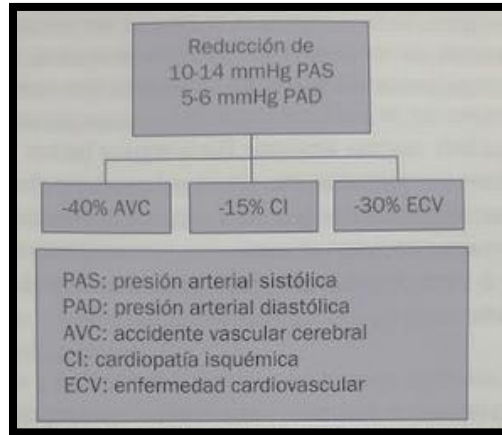 Reducción de
10-14 mmHg PAS
5-6 mmHg PAD
-40% AVC
-15% CI
-30% ECV
PAS: presión arterial sistólica
PAD: presión arterial diastólica
AVC: accidente vascular cerebral
CI: cardiopatía isquémica
ECV: enfermedad cardiovascular